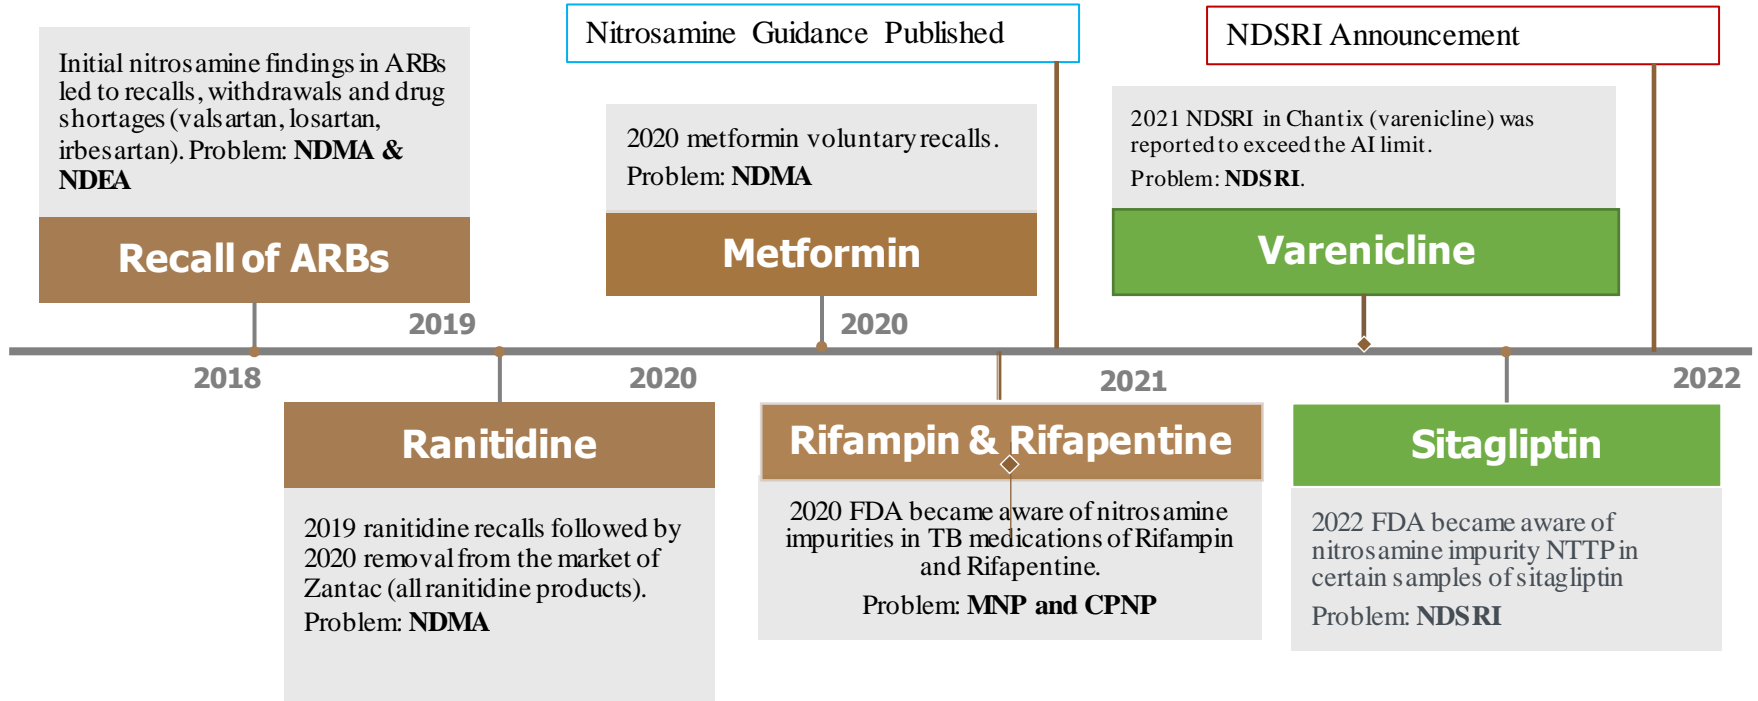 Nitrosamine Guidance Published
NDSRI Announcement
Initial nitrosamine findings in ARBs
led to recalls, withdrawals and drug
shortages (valsartan, losartan,
irbesartan). Problem: NDMA &
NDEA
Recall of ARBs
2020 metformin voluntary recalls.
Problem: NDMA
Metformin
2021 NDSRI in Chantix (varenicline) was
reported to exceed the AI limit.
Problem: NDSRI.
Varenicline
2019
2020
2018
2020
2021
2022
Ranitidine
2019 ranitidine recalls followed by
2020 removal from the market of
Zantac (all ranitidine products).
Problem: NDMA
Rifampin & Rifapentine
2020 FDA became aware of nitrosamine
impurities in TB medications of Rifampin
and Rifapentine.
Problem: MNP and CPNP
Sitagliptin
2022 FDA became aware of
nitrosamine impurity NTTP in
certain samples of sitagliptin
Problem: NDSRI